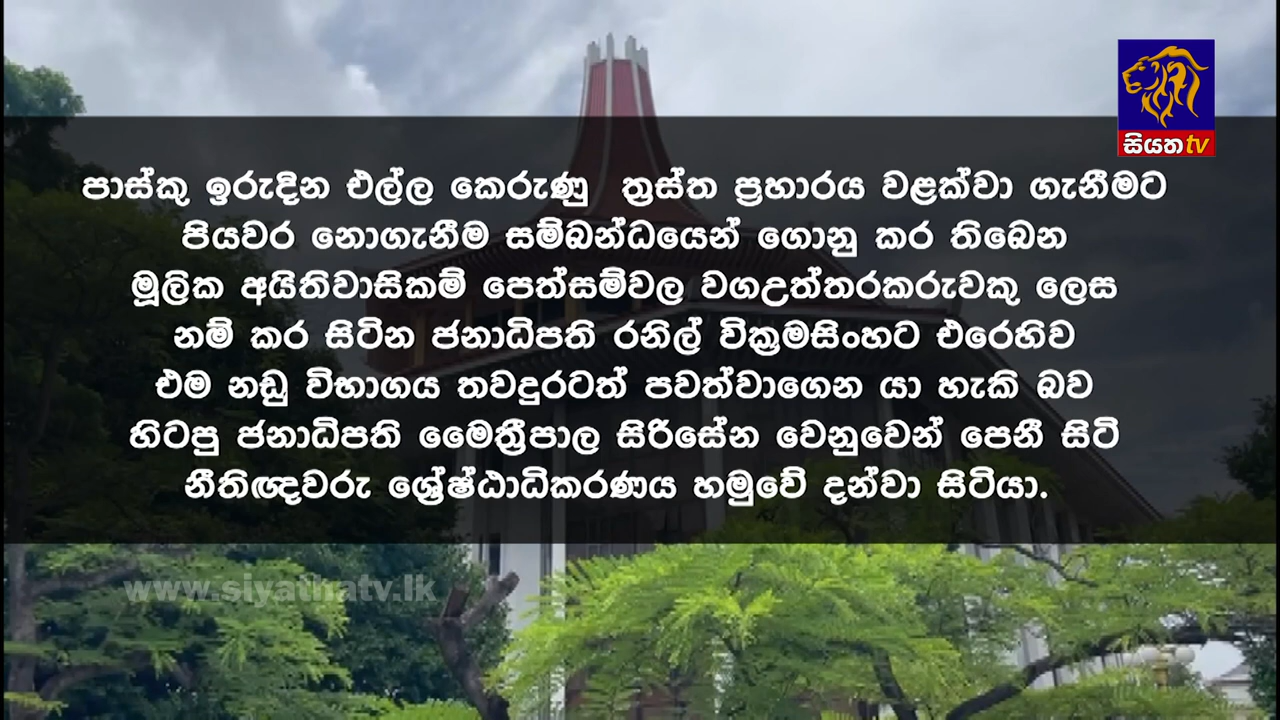 සියත tv
පාස්කු ඉරුදින එල්ල කෙරුණු ත්‍රස්ත ප්‍රහාරය වළක්වා ගැනීමට
පියවර නොගැනීම සම්බන්ධයෙන් ගොනු කර තිබෙන
මූලික අයිතිවාසිකම් පෙත්සම්වල වගඋත්තරකරුවකු ලෙස
නම් කර සිටින ජනාධිපති රනිල් වික්‍රමසිංහට එරෙහිව
එම නඩු විභාගය තවදුරටත් පවත්වාගෙන යා හැකි බව
හිටපු ජනාධිපති මෛත්‍රීපාල සිරිසේන වෙනුවෙන් පෙනී සිටි
නීතිඥවරු ශ්‍රේෂ්ඨාධිකරණය හමුවේ දන්වා සිටියා.
www.siyathatv.lk